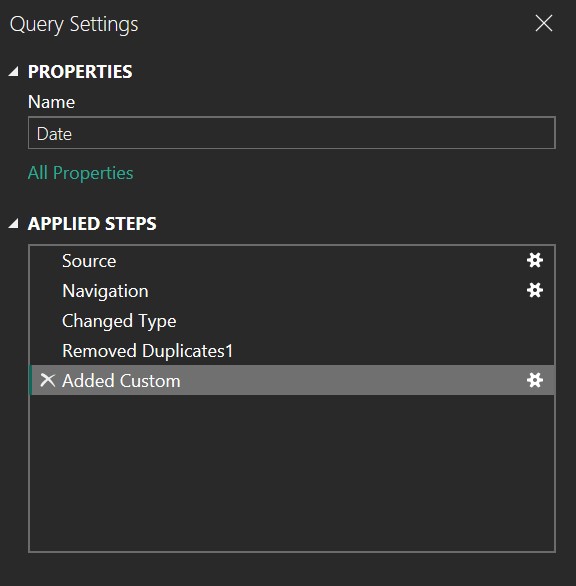 Query Settings
PROPERTIES
Name
Date
All Properties
APPLIED STEPS
Source
Navigation
Changed Type
Removed Duplicates1
Added Custom